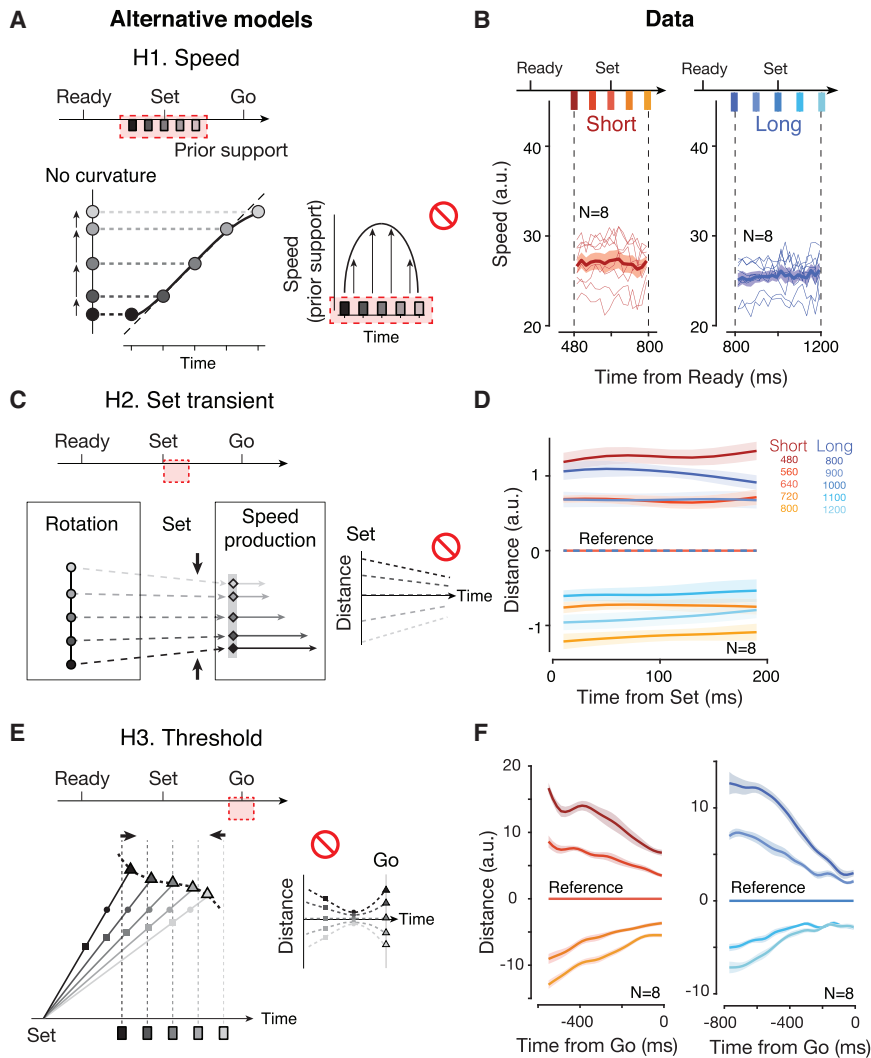 Alternative models
Data
A
H1. Speed
Ready
Set
Go
Prior support
No curvature
Time
Speed
(prior support)
Time
B
Ready
Set
Short
Ready
Set
Long
Speed (a.u.)
40
30
20
N=8
480
800
40
30
20
N=8
800
1200
Time from Ready (ms)
C
H2. Set transient
Ready
Set
Go
Rotation
Set
Speed
production
Set
Distance
Time
D
Short Long
480 800
560 900
640 1000
720 1100
800 1200
Distance (a.u.)
1
0
-1
Reference
N=8
0
100
200
Time from Set (ms)
E
H3. Threshold
Ready
Set
Go
Set
Time
Go
Distance
Time
F
Distance (a.u.)
20
10
0
-10
Reference
N=8
-400
0
Time from Go (ms)
10
5
0
-10
Reference
N=8
-800
-400
0
Time from Go (ms)